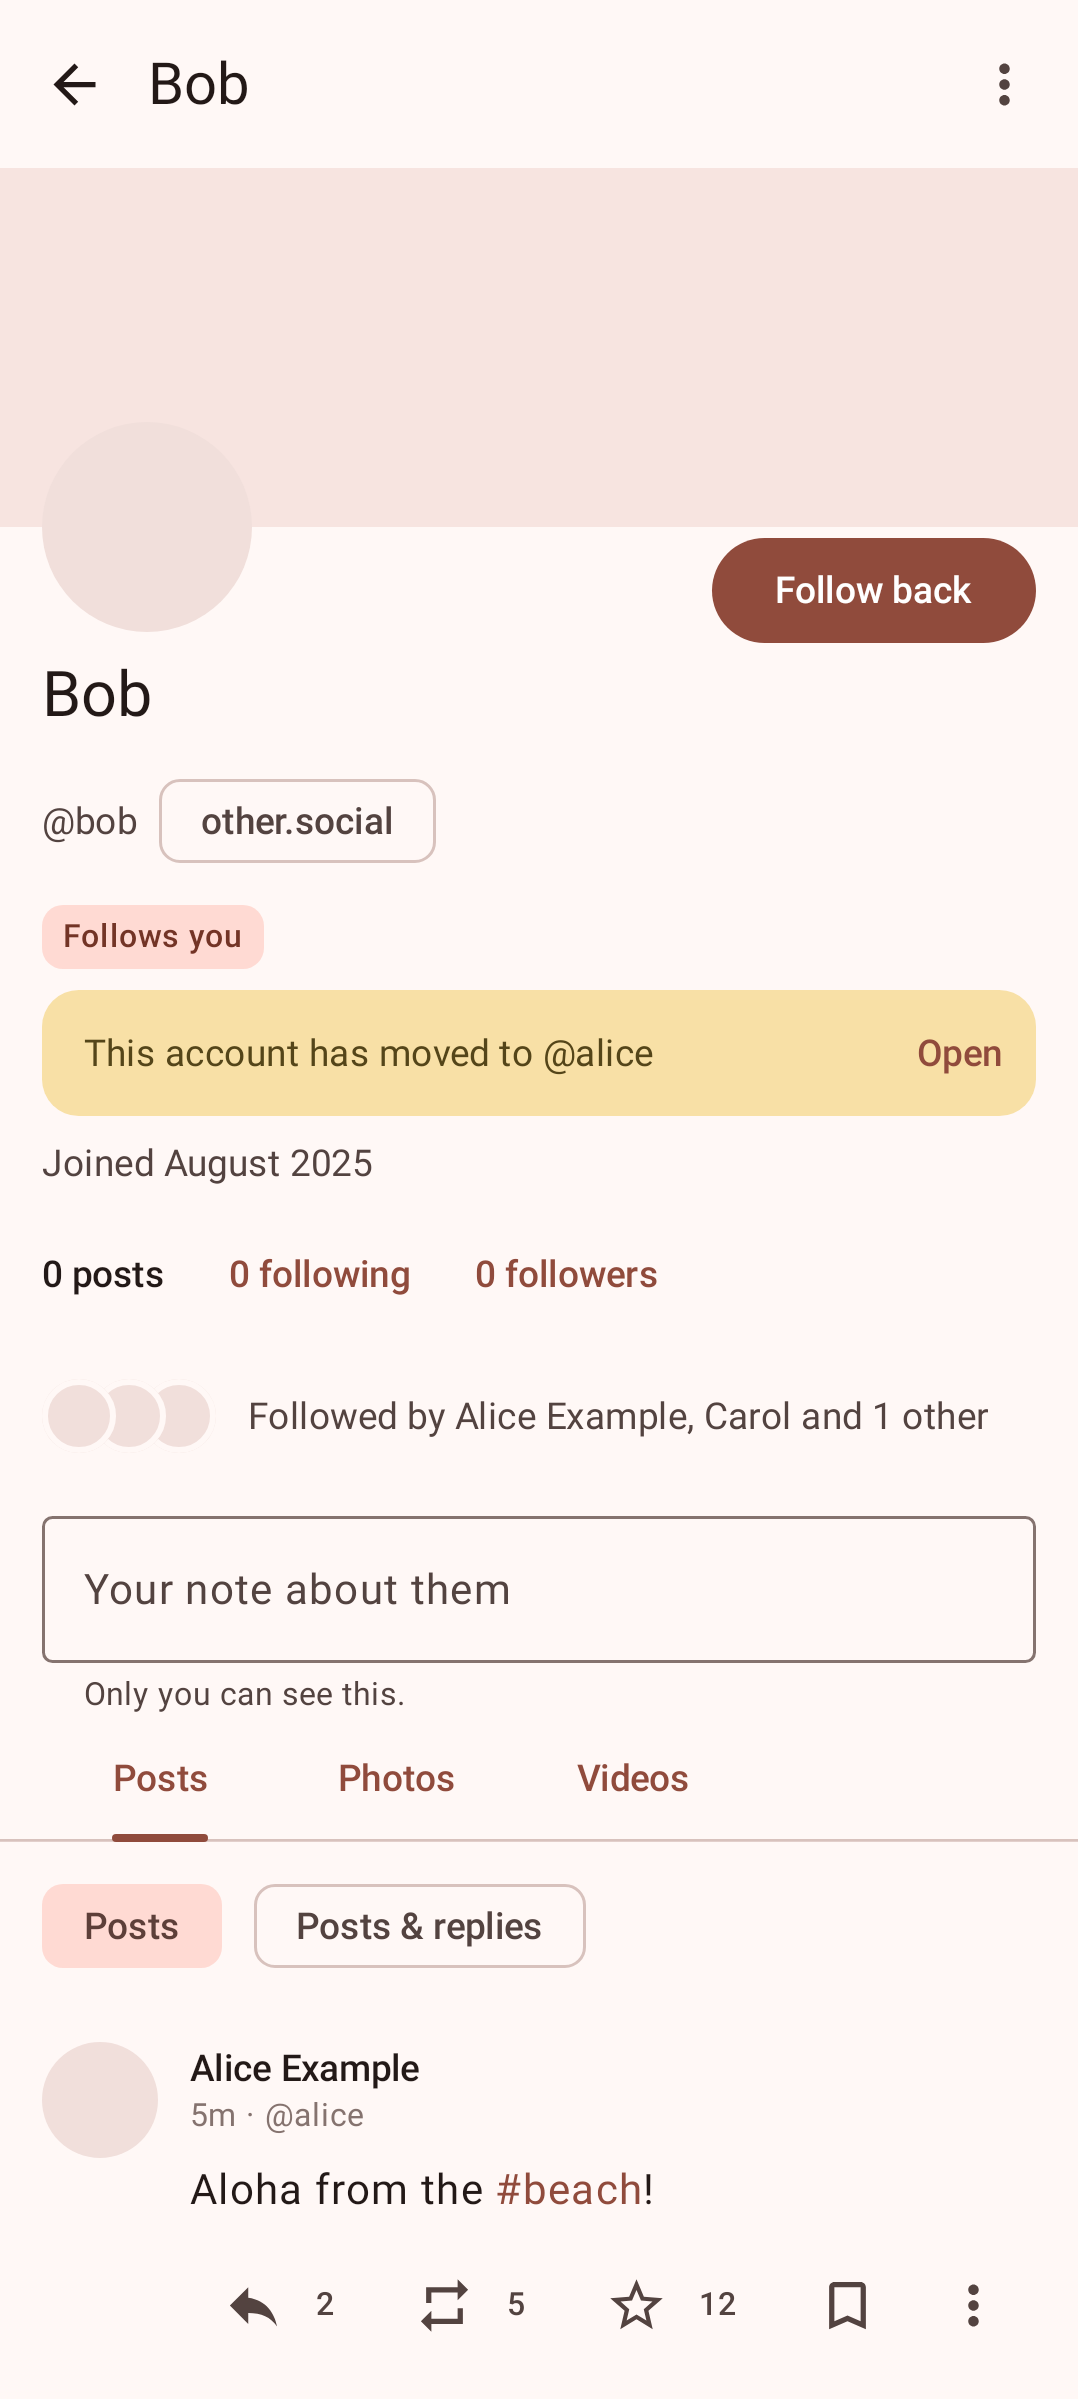 Bob
Follow back
Bob
@bob other.social
Follows you
This account has moved to @alice Open
Joined August 2025
0 posts 0 following 0 followers
Followed by Alice Example, Carol and 1 other
Your note about them
Only you can see this.
Posts Photos Videos
Posts Posts & replies
Alice Example
5m · @alice
Aloha from the #beach!
2 5 12